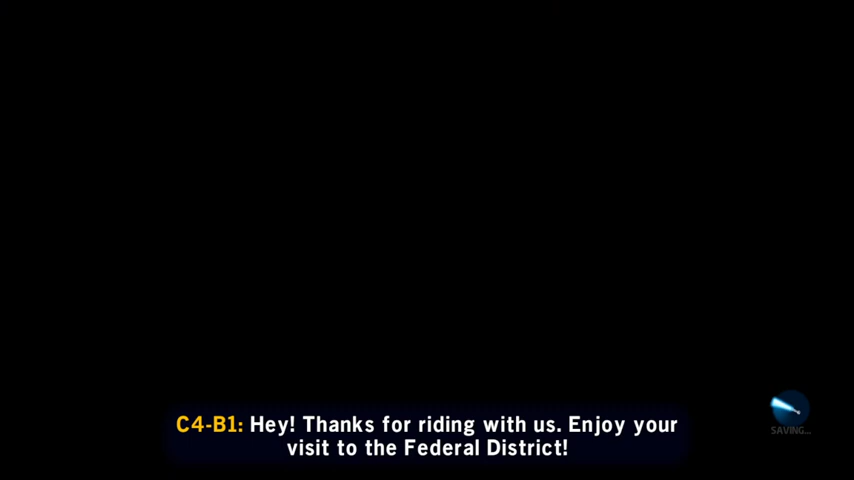 C4-B1: Hey! Thanks for riding with us. Enjoy your
visit to the Federal District!
SAVING...